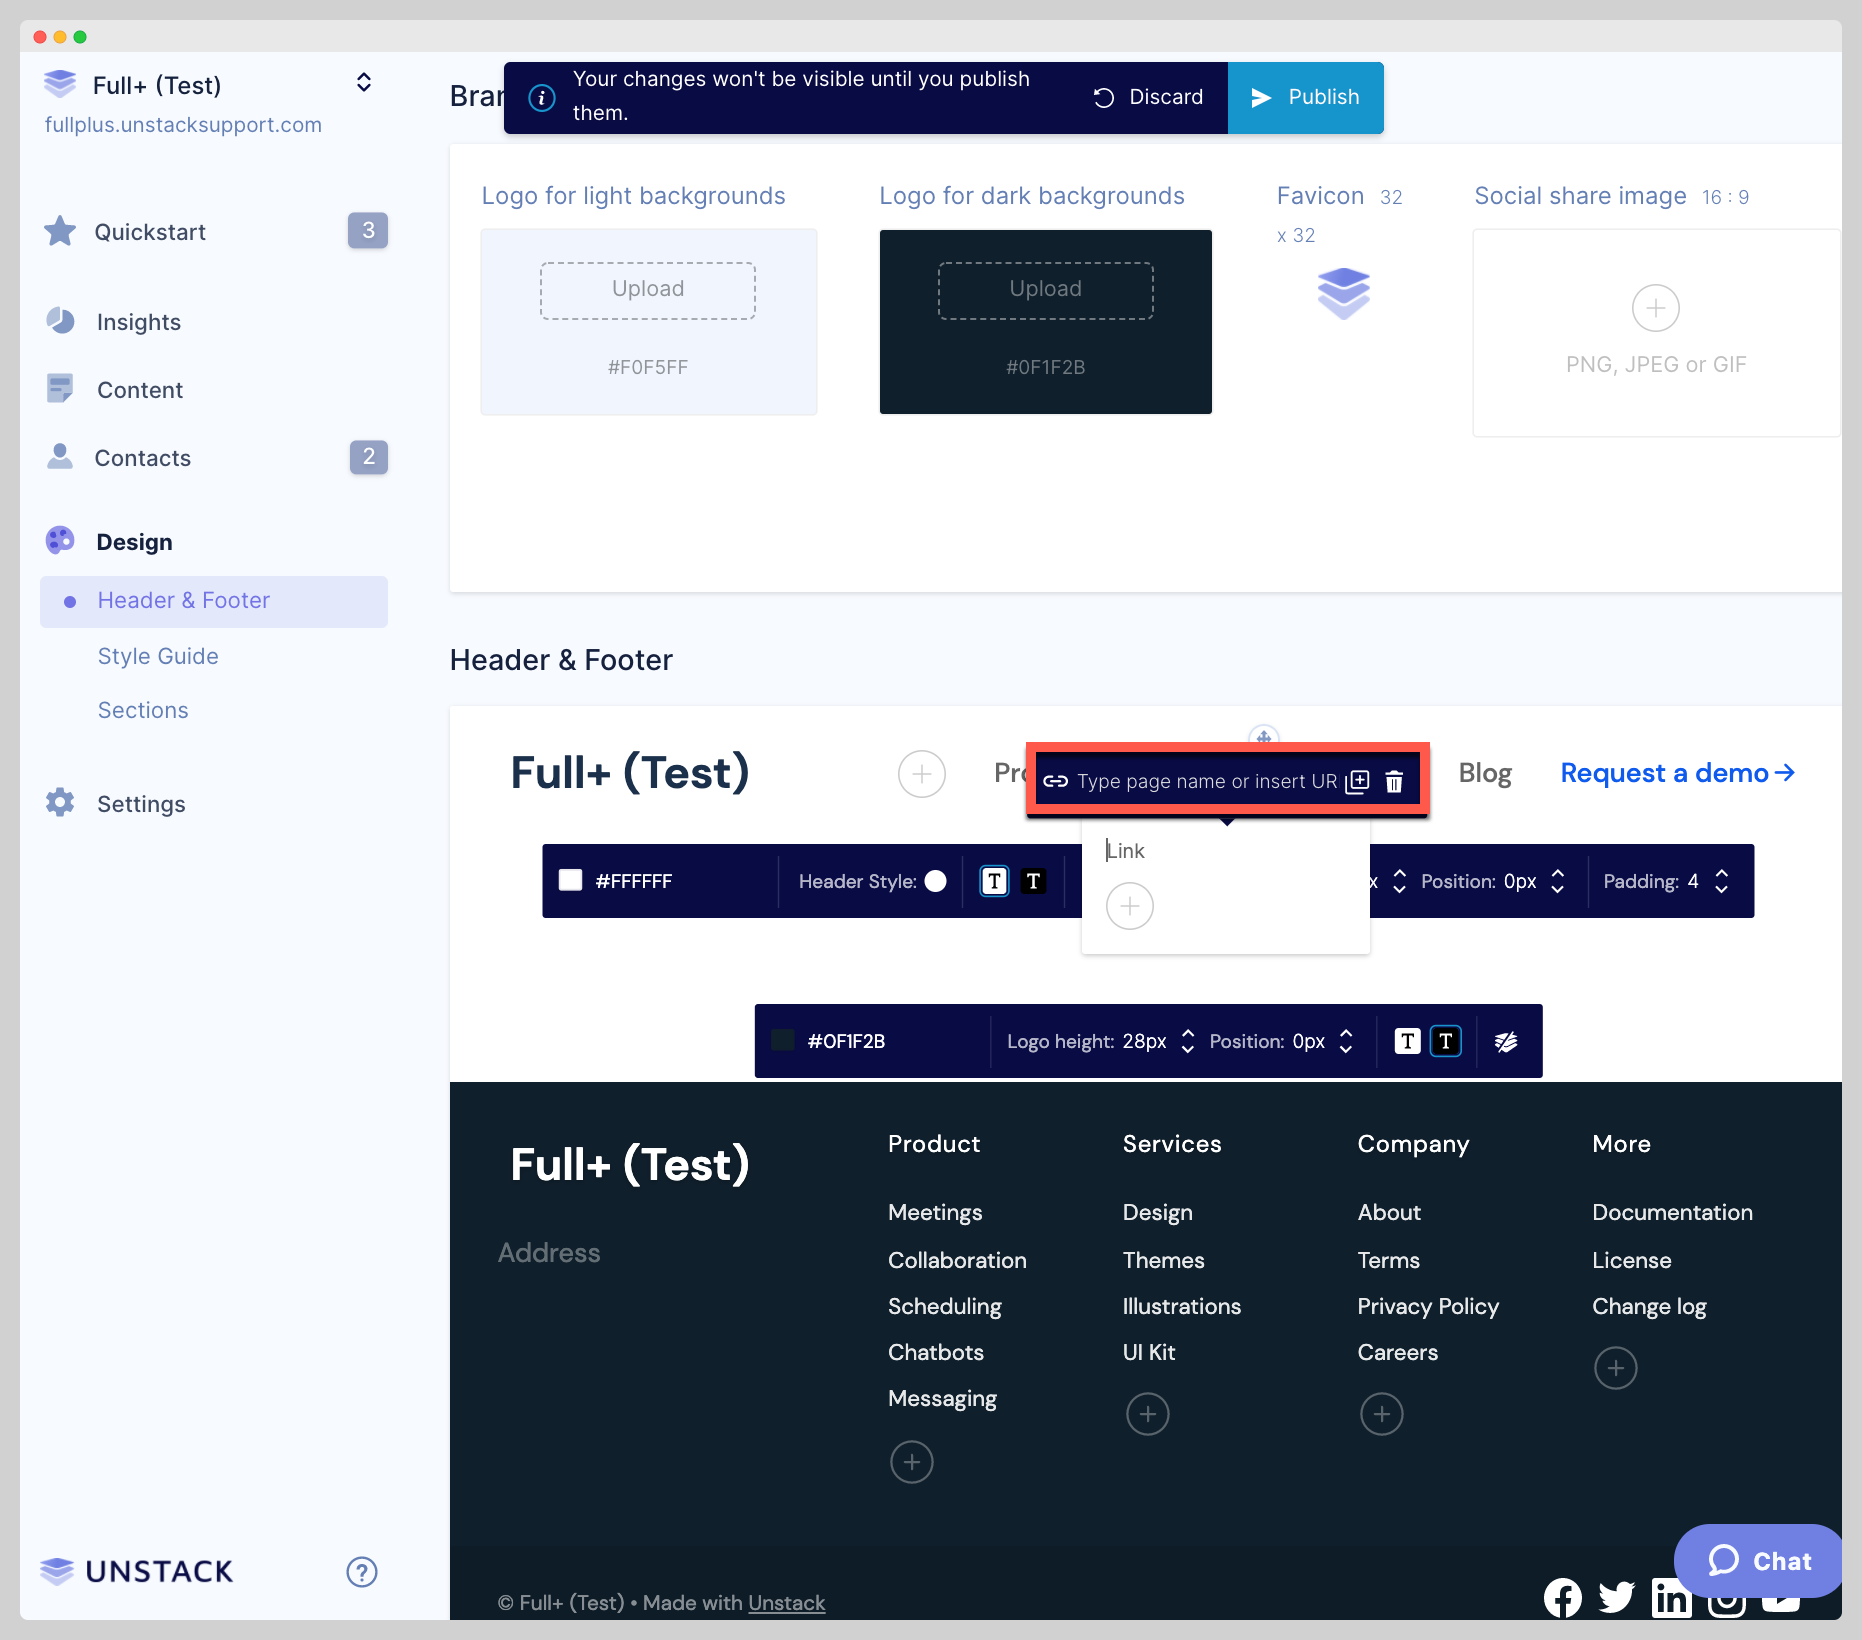 Full+ (Test)
fullplus.unstacksupport.com
Quickstart 3
Insights
Content
Contacts 2
Design
Header & Footer
Style Guide
Sections
Settings
UNSTACK
?
Your changes won't be visible until you publish
them.
Discard
Publish
Logo for light backgrounds
Upload
#F0F5FF
Logo for dark backgrounds
Upload
#0F1F2B
Favicon 32
x 32
Social share image 16 : 9
PNG, JPEG or GIF
Header & Footer
Full+ (Test)
Type page name or insert UR
Blog
Request a demo
Link
#FFFFFF
Header Style:
T T
x
Position: 0px
Padding: 4
#0F1F2B
Logo height: 28px
Position: 0px
T T
Full+ (Test)
Address
Product
Meetings
Collaboration
Scheduling
Chatbots
Messaging
Services
Design
Themes
Illustrations
UI Kit
Company
About
Terms
Privacy Policy
Careers
More
Documentation
License
Change log
© Full+ (Test) • Made with Unstack
Chat